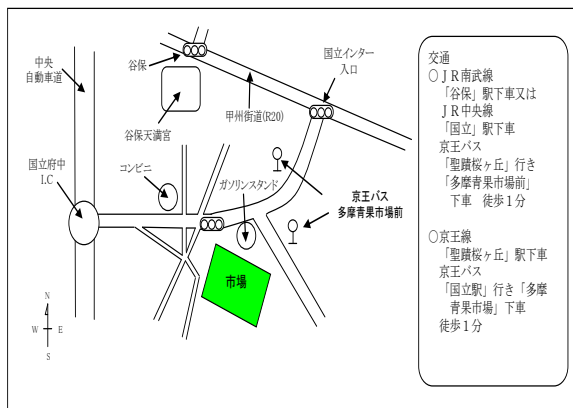 中央
自動車道
谷保
国立インター
入口
谷保天満宮
甲州街道(R20)
国立府中
I.C
コンビニ
ガソリンスタンド
京王バス
多摩青果市場前
市場
N
W E
S
交通
○ＪＲ南武線
「谷保」駅下車又は
ＪＲ中央線
「国立」駅下車
京王バス
「聖蹟桜ヶ丘」行き
「多摩青果市場前」
下車 徒歩１分
○京王線
「聖蹟桜ヶ丘」駅下車
京王バス
「国立駅」行き「多摩
青果市場」下車
徒歩１分